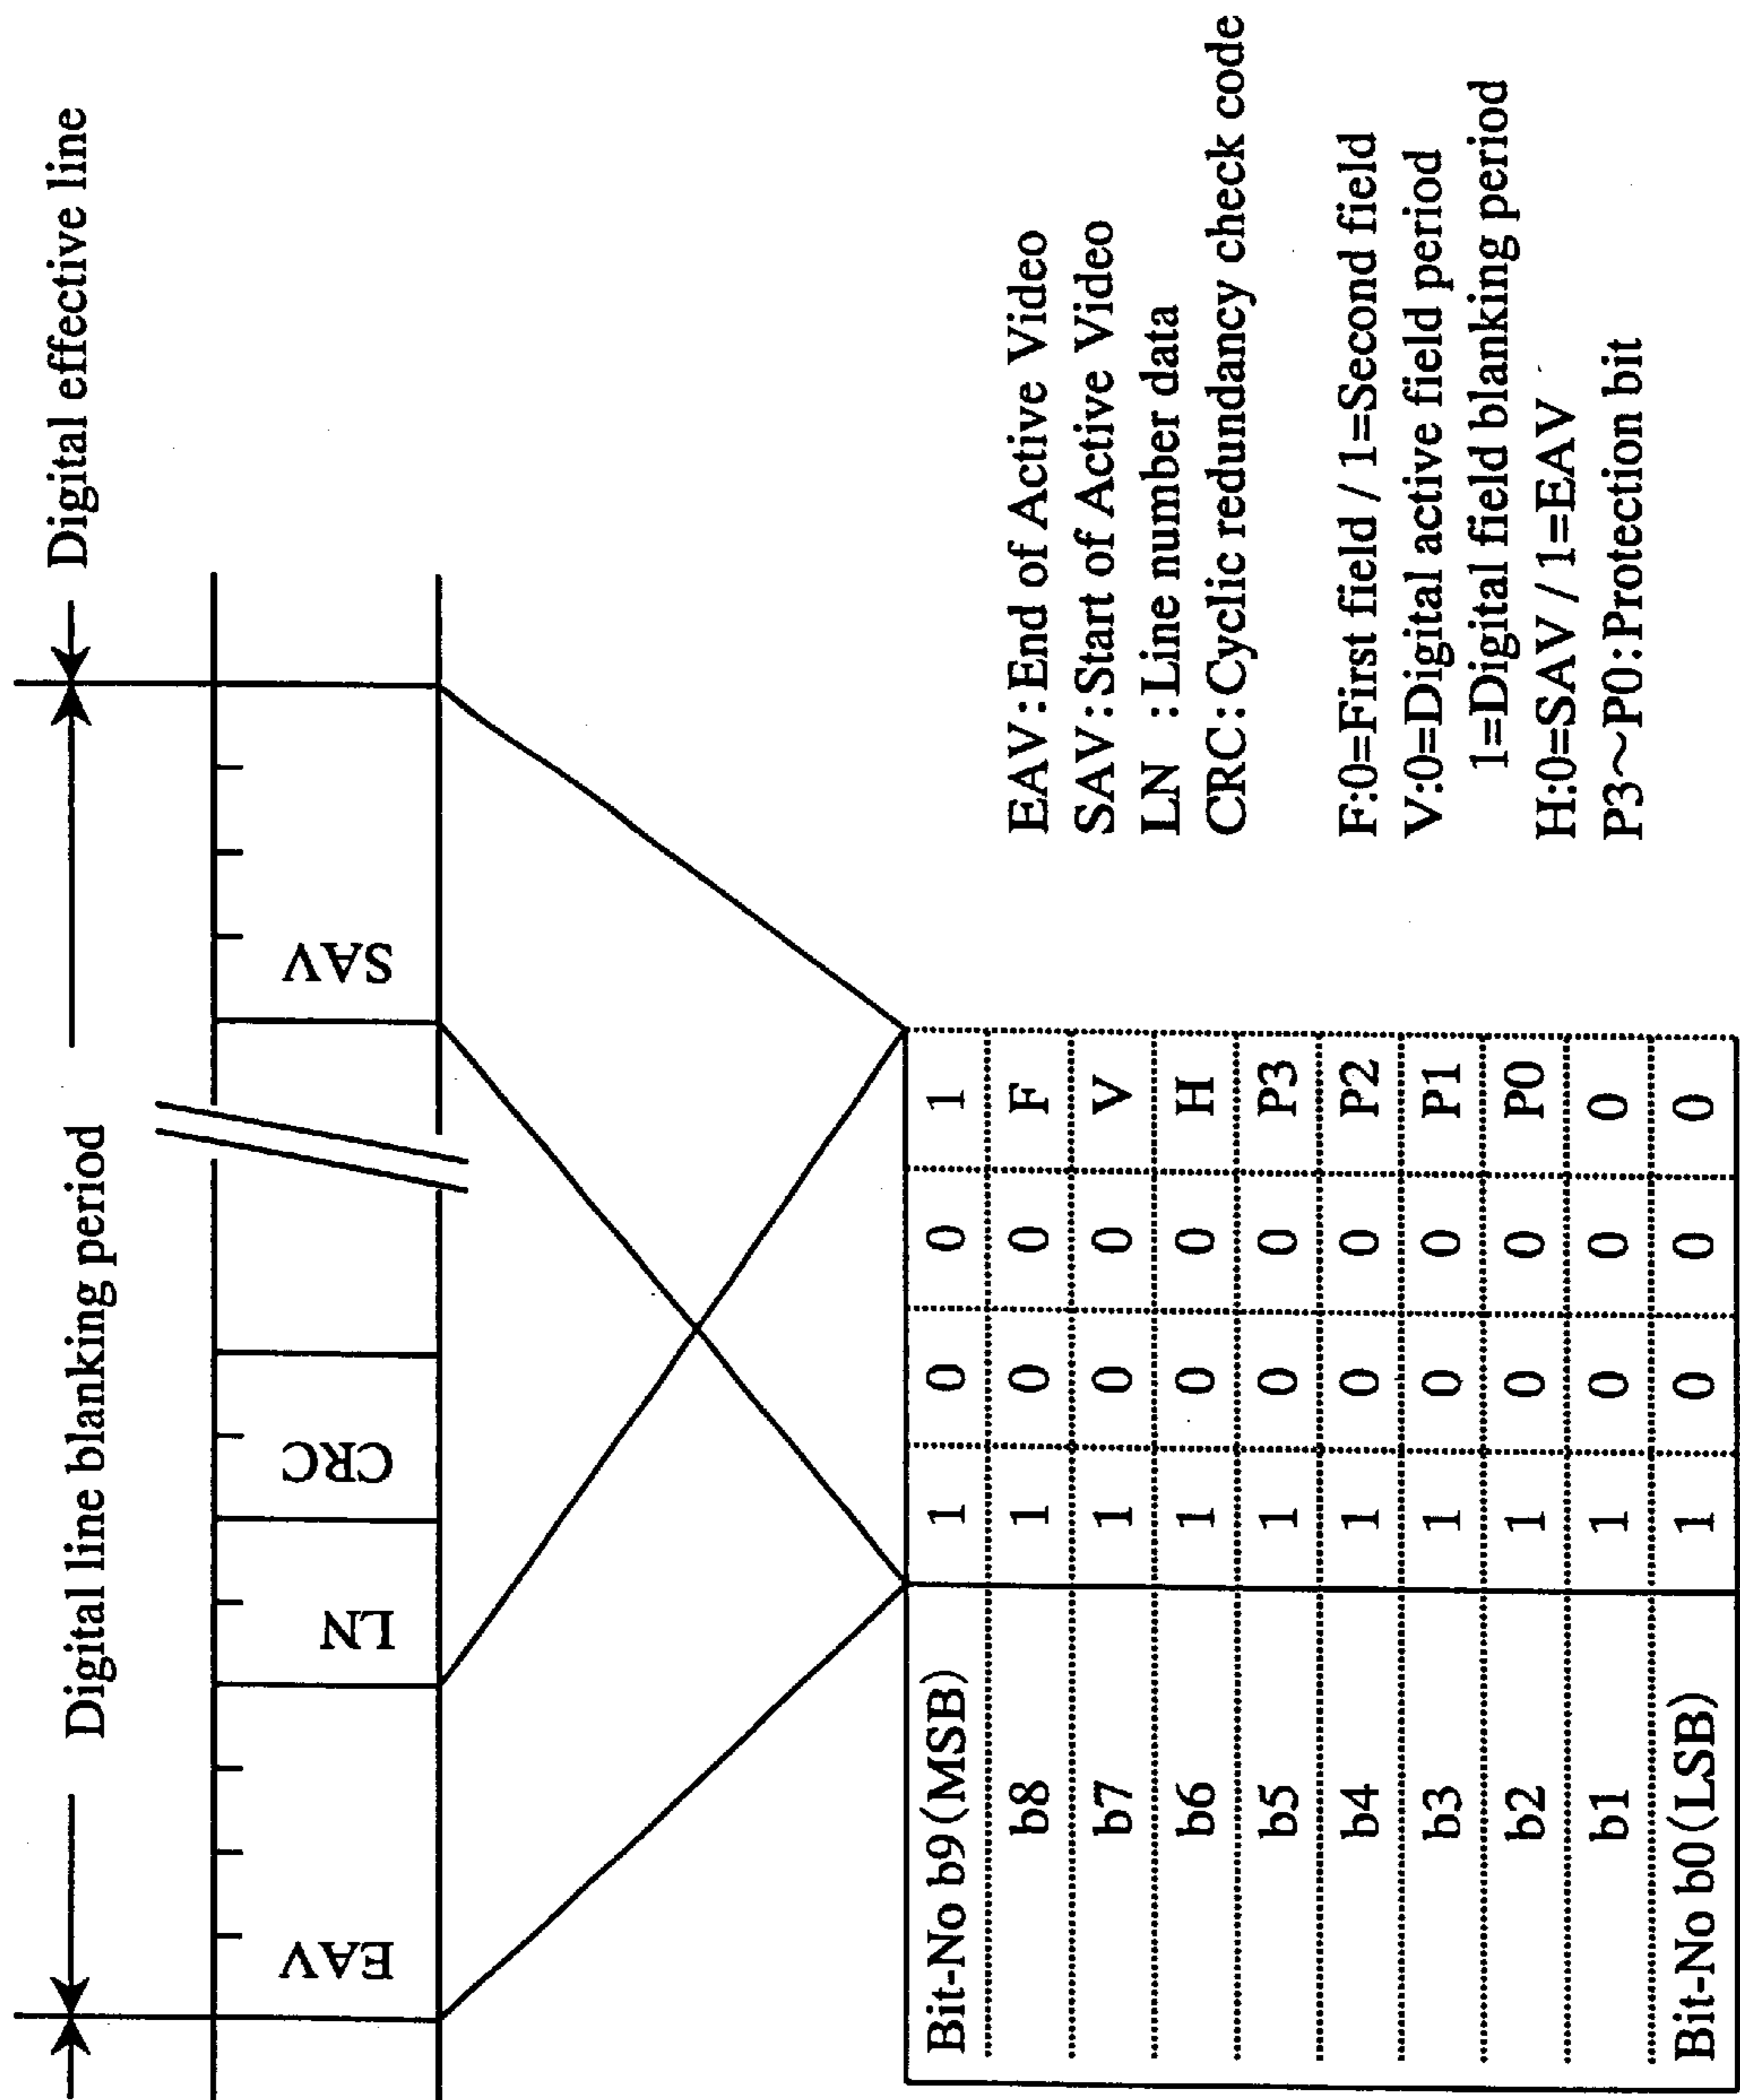 Digital line blanking period
Digital effective line
EAV
LN
CRC
SAV
Bit-No b9(MSB) 1 0 0 1
b8 1 0 0 F
b7 1 0 0 V
b6 1 0 0 H
b5 1 0 0 P3
b4 1 0 0 P2
b3 1 0 0 P1
b2 1 0 0 P0
b1 1 0 0 0
Bit-No b0(LSB) 1 0 0 0
EAV:End of Active Video
SAV:Start of Active Video
LN :Line number data
CRC:Cyclic redundancy check code
F:0=First field / 1=Second field
V:0=Digital active field period
1=Digital field blanking period
H:0=SAV / 1=EAV
P3~P0:Protection bit